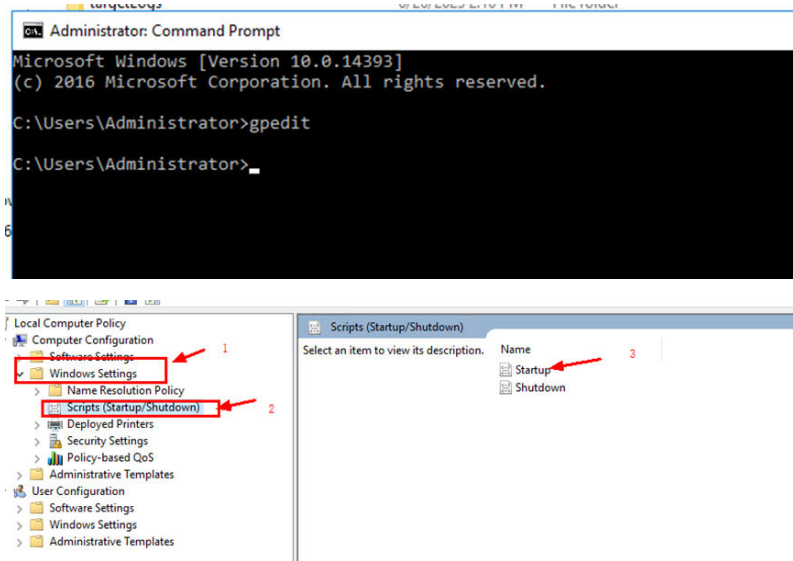 targetLogs
Administrator: Command Prompt
Microsoft Windows [Version 10.0.14393]
(c) 2016 Microsoft Corporation. All rights reserved.
C:\Users\Administrator>gpedit
C:\Users\Administrator>
Local Computer Policy
Computer Configuration
Software Settings
1
Windows Settings
Name Resolution Policy
Scripts (Startup/Shutdown)
2
Deployed Printers
Security Settings
Policy-based QoS
Administrative Templates
User Configuration
Software Settings
Windows Settings
Administrative Templates
Scripts (Startup/Shutdown)
Select an item to view its description.
Name
3
Startup
Shutdown